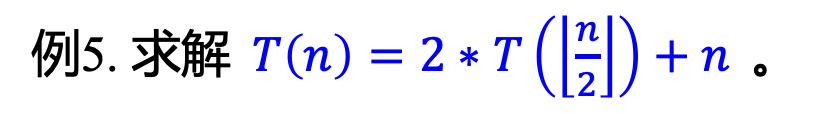 例5. 求解 T(n) = 2 * T(⌊n/2⌋) + n 。